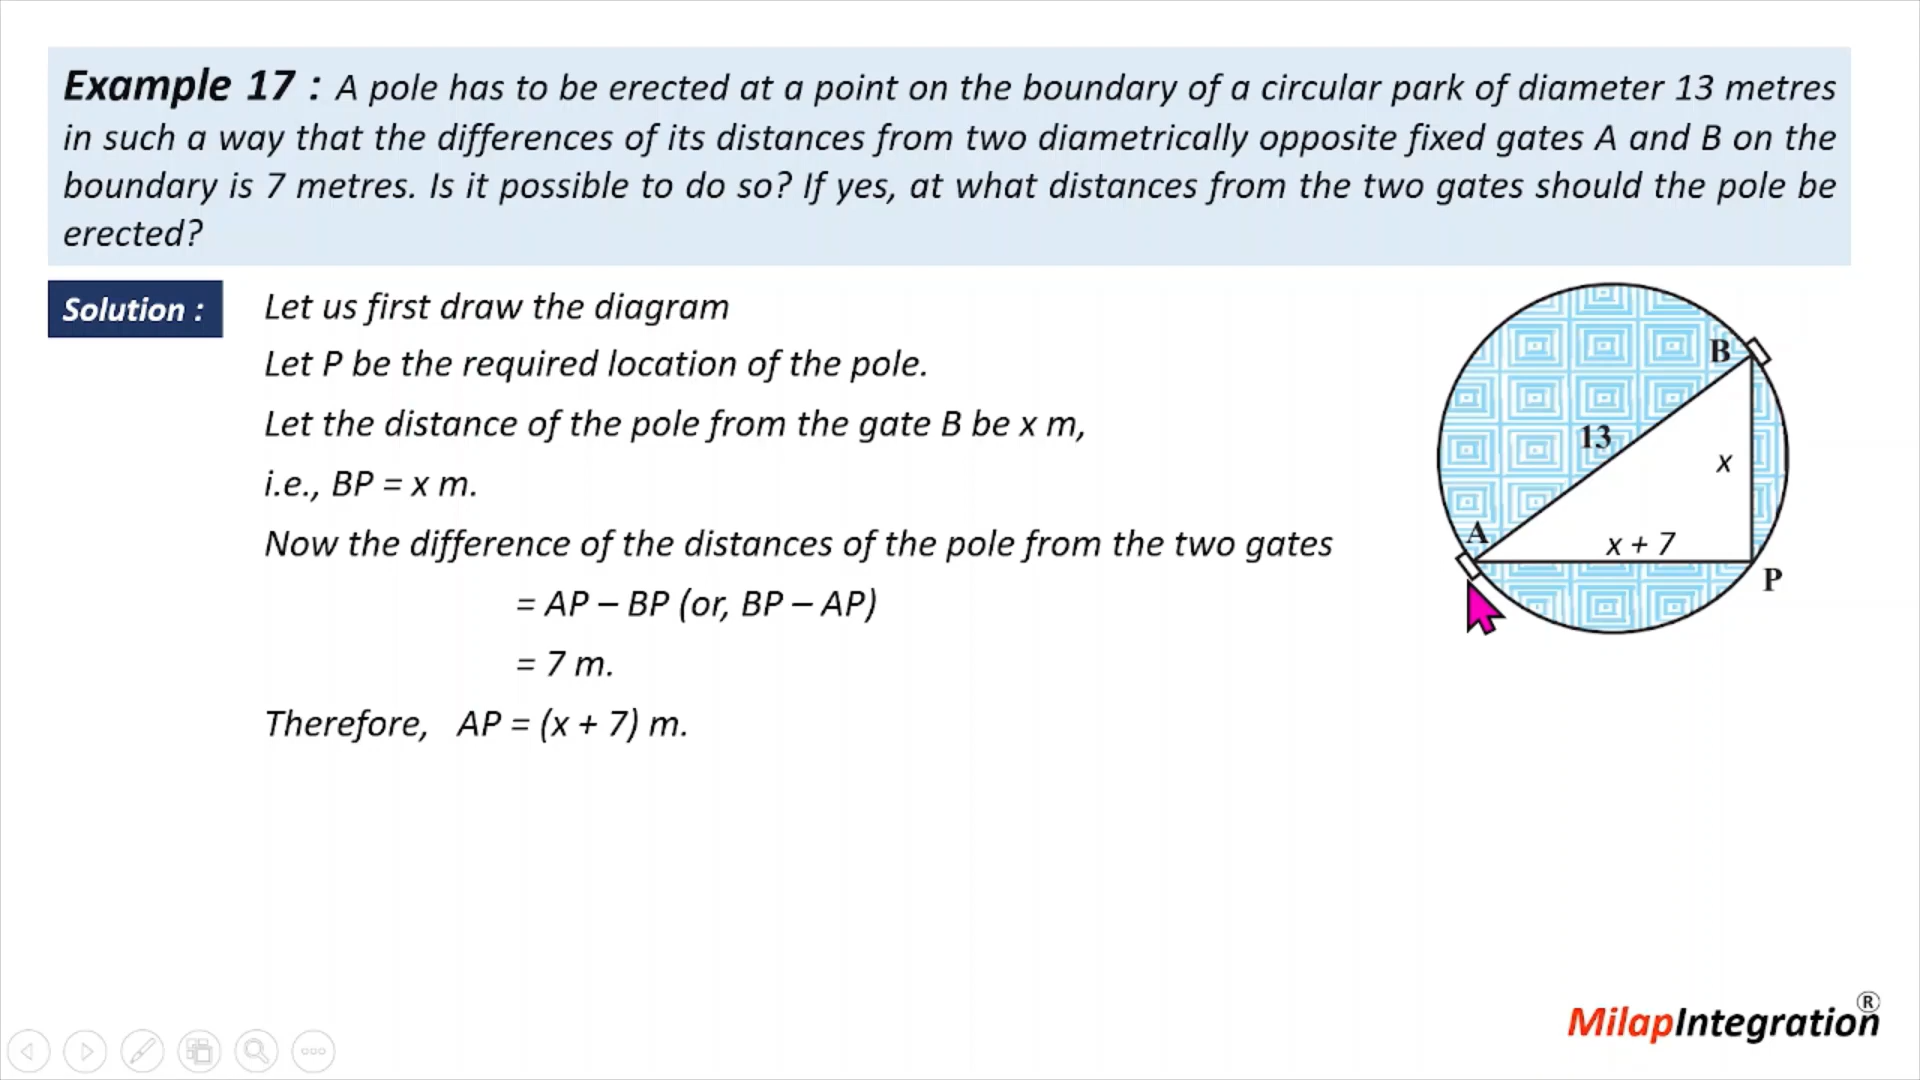 Example 17 : A pole has to be erected at a point on the boundary of a circular park of diameter 13 metres
in such a way that the differences of its distances from two diametrically opposite fixed gates A and B on the
boundary is 7 metres. Is it possible to do so? If yes, at what distances from the two gates should the pole be
erected?
Solution :
Let us first draw the diagram
Let P be the required location of the pole.
Let the distance of the pole from the gate B be x m,
i.e., BP = x m.
Now the difference of the distances of the pole from the two gates
= AP – BP (or, BP – AP)
= 7 m.
Therefore, AP = (x + 7) m.
B
13
x
A
x + 7
P
MilapIntegration®